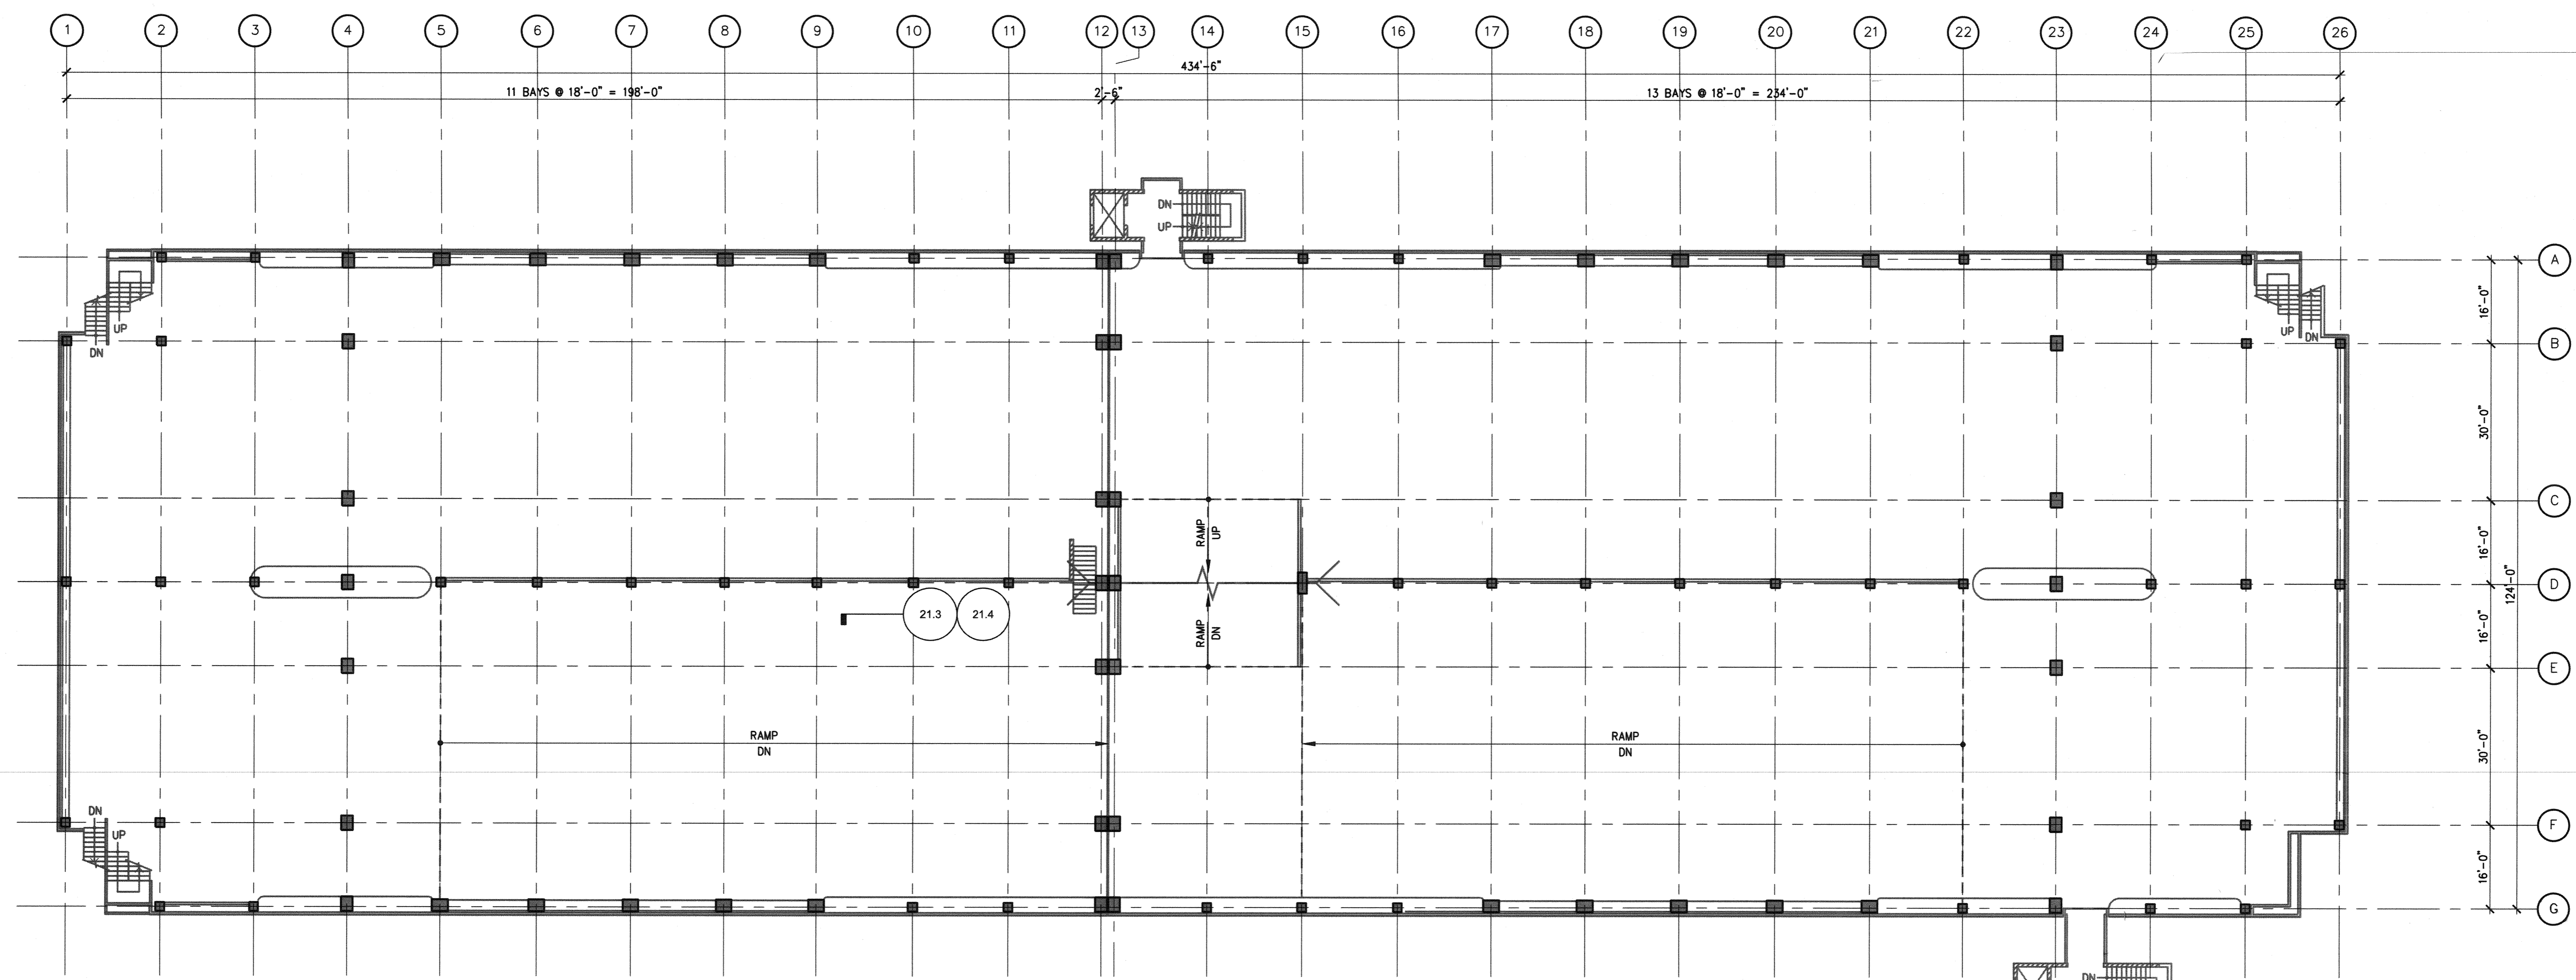 1 2 3 4 5 6 7 8 9 10 11 12 13 14 15 16 17 18 19 20 21 22 23 24 25 26
434'-6"
11 BAYS @ 18'-0" = 198'-0" 2'-6" 13 BAYS @ 18'-0" = 234'-0"
DN
UP
A
16'-0"
UP
DN
UP
DN
B
30'-0"
C
RAMP
UP
16'-0"
D
124'-0"
21.3 21.4
RAMP
DN
16'-0"
E
RAMP
DN
RAMP
DN
30'-0"
DN
UP
F
16'-0"
G
DN